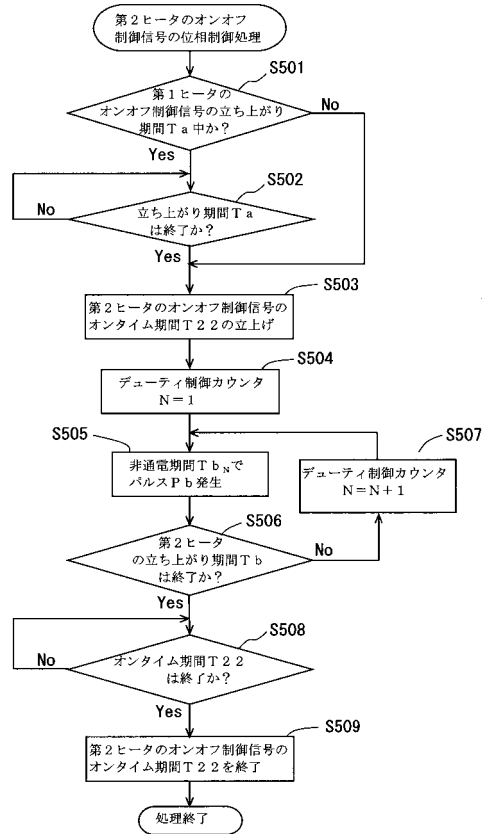 第２ヒータのオンオフ
制御信号の位相制御処理
S501
第１ヒータの
オンオフ制御信号の立ち上がり
期間Ｔａ中か？
No
Yes
S502
立ち上がり期間Ｔａ
は終了か？
No
Yes
S503
第２ヒータのオンオフ制御信号の
オンタイム期間Ｔ２２の立上げ
S504
デューティ制御カウンタ
Ｎ＝１
S505
非通電期間ＴｂNで
パルスＰｂ発生
S507
デューティ制御カウンタ
Ｎ＝Ｎ＋１
S506
第２ヒータ
の立ち上がり期間Ｔｂ
は終了か？
No
Yes
S508
オンタイム期間Ｔ２２
は終了か？
No
Yes
S509
第２ヒータのオンオフ制御信号の
オンタイム期間Ｔ２２を終了
処理終了